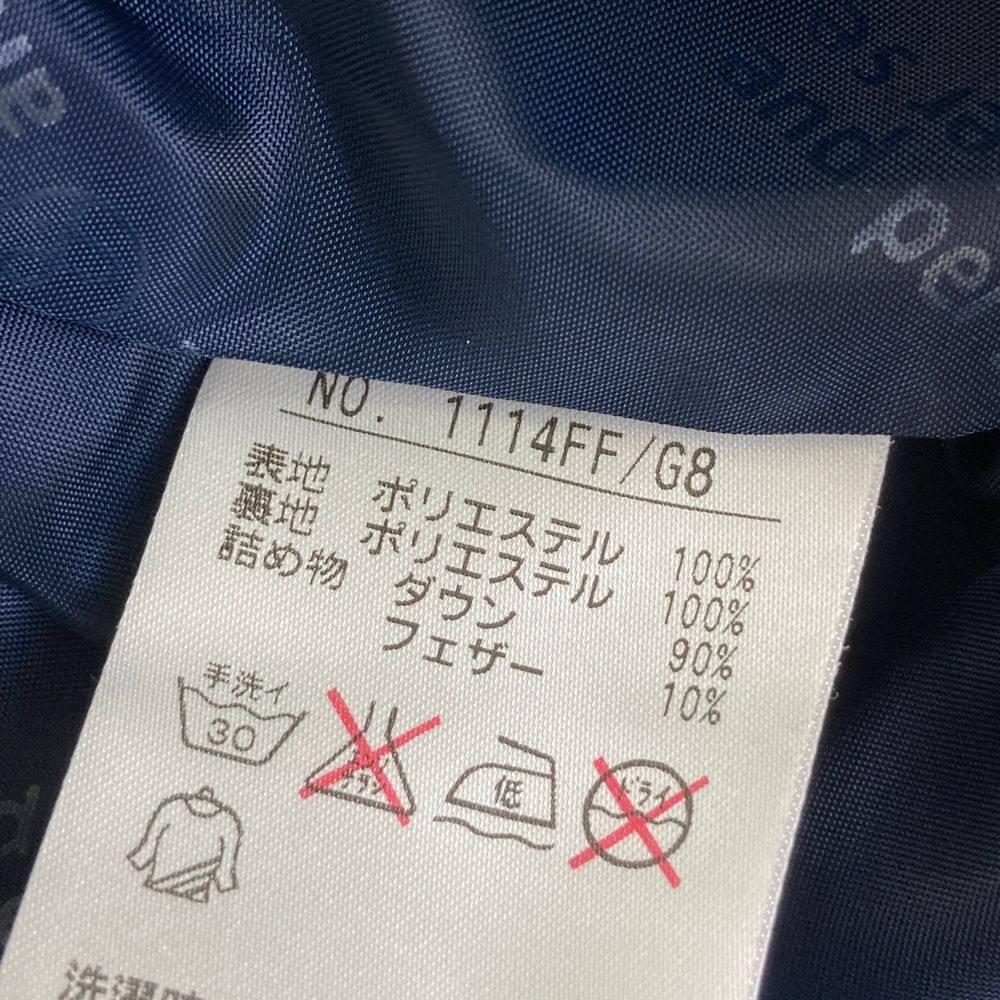 NO. 1114FF/G8
表地 ポリエステル 100%
裏地 ポリエステル 100%
詰め物 ダウン 90%
フェザー 10%
手洗イ
30
低
ドライ